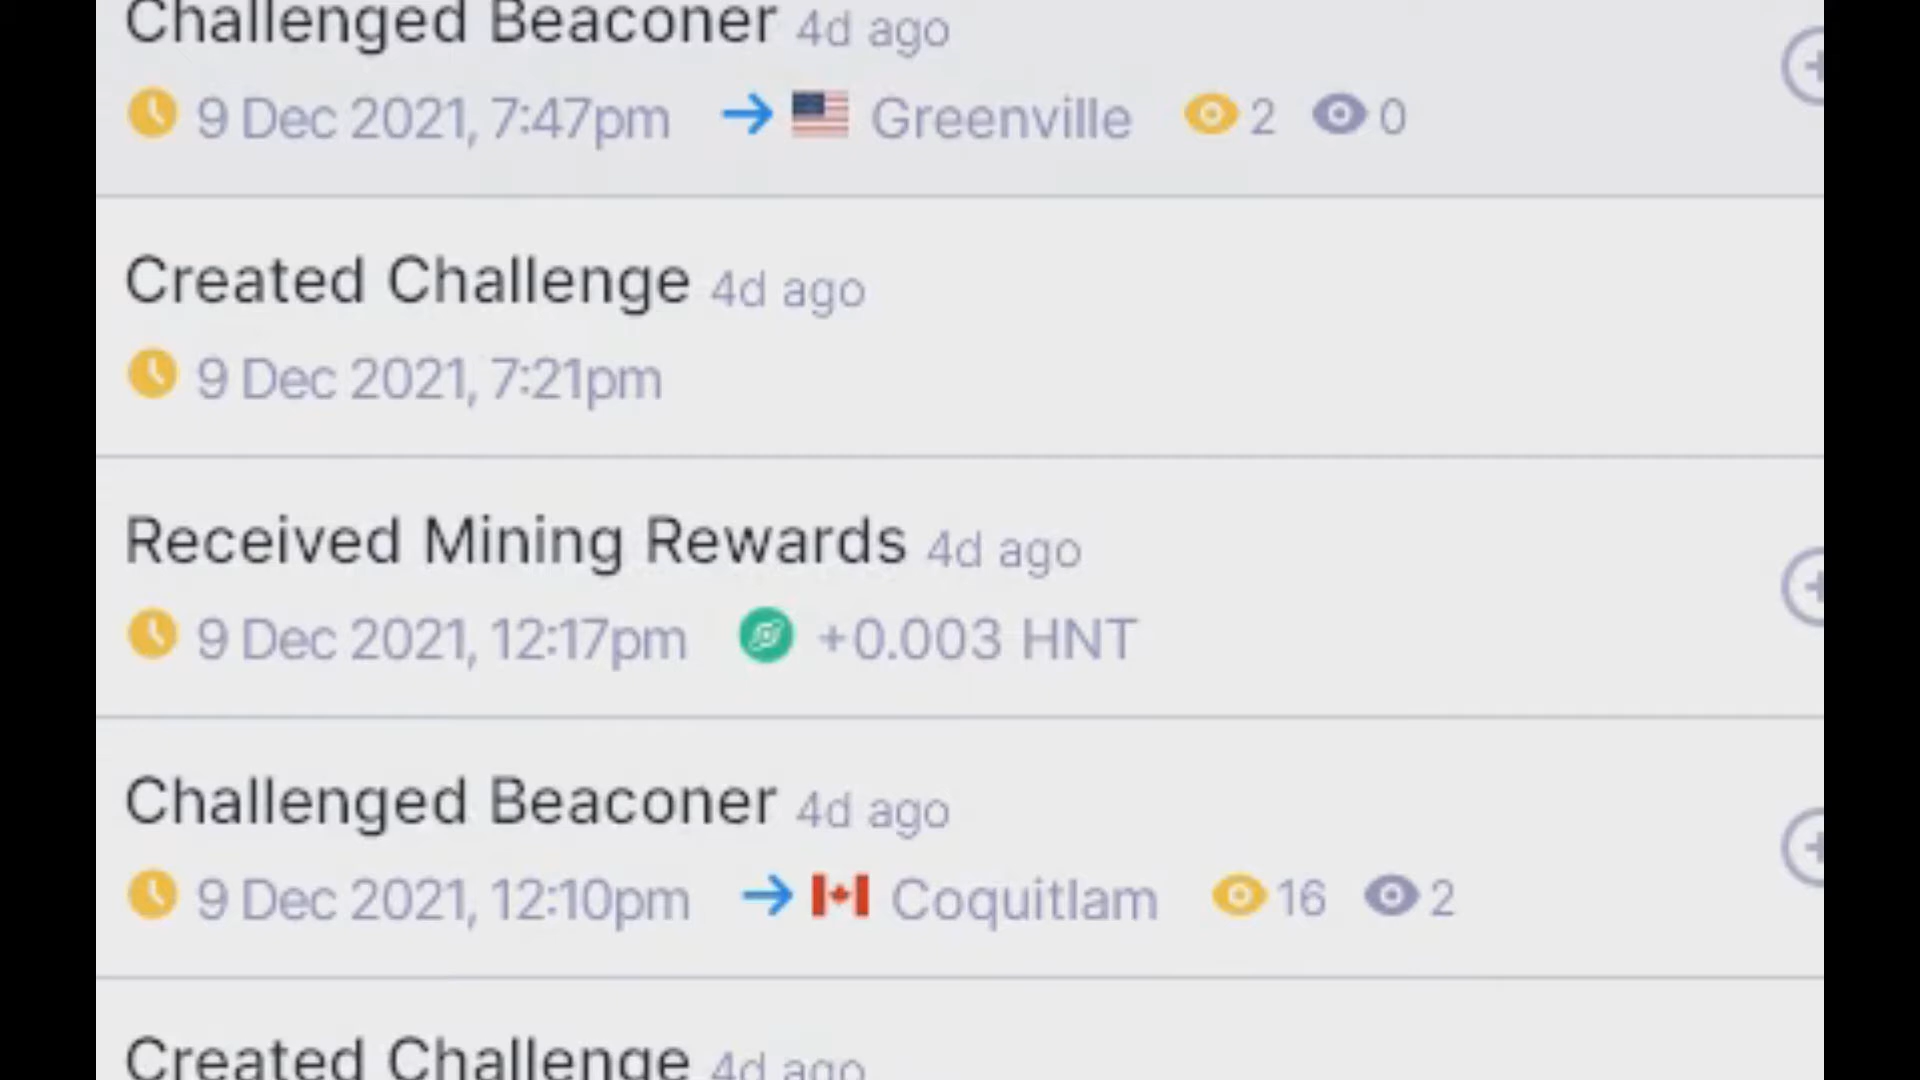 Challenged Beaconer 4d ago
9 Dec 2021, 7:47pm Greenville 2 0
Created Challenge 4d ago
9 Dec 2021, 7:21pm
Received Mining Rewards 4d ago
9 Dec 2021, 12:17pm +0.003 HNT
Challenged Beaconer 4d ago
9 Dec 2021, 12:10pm Coquitlam 16 2
Created Challenge 4d ago